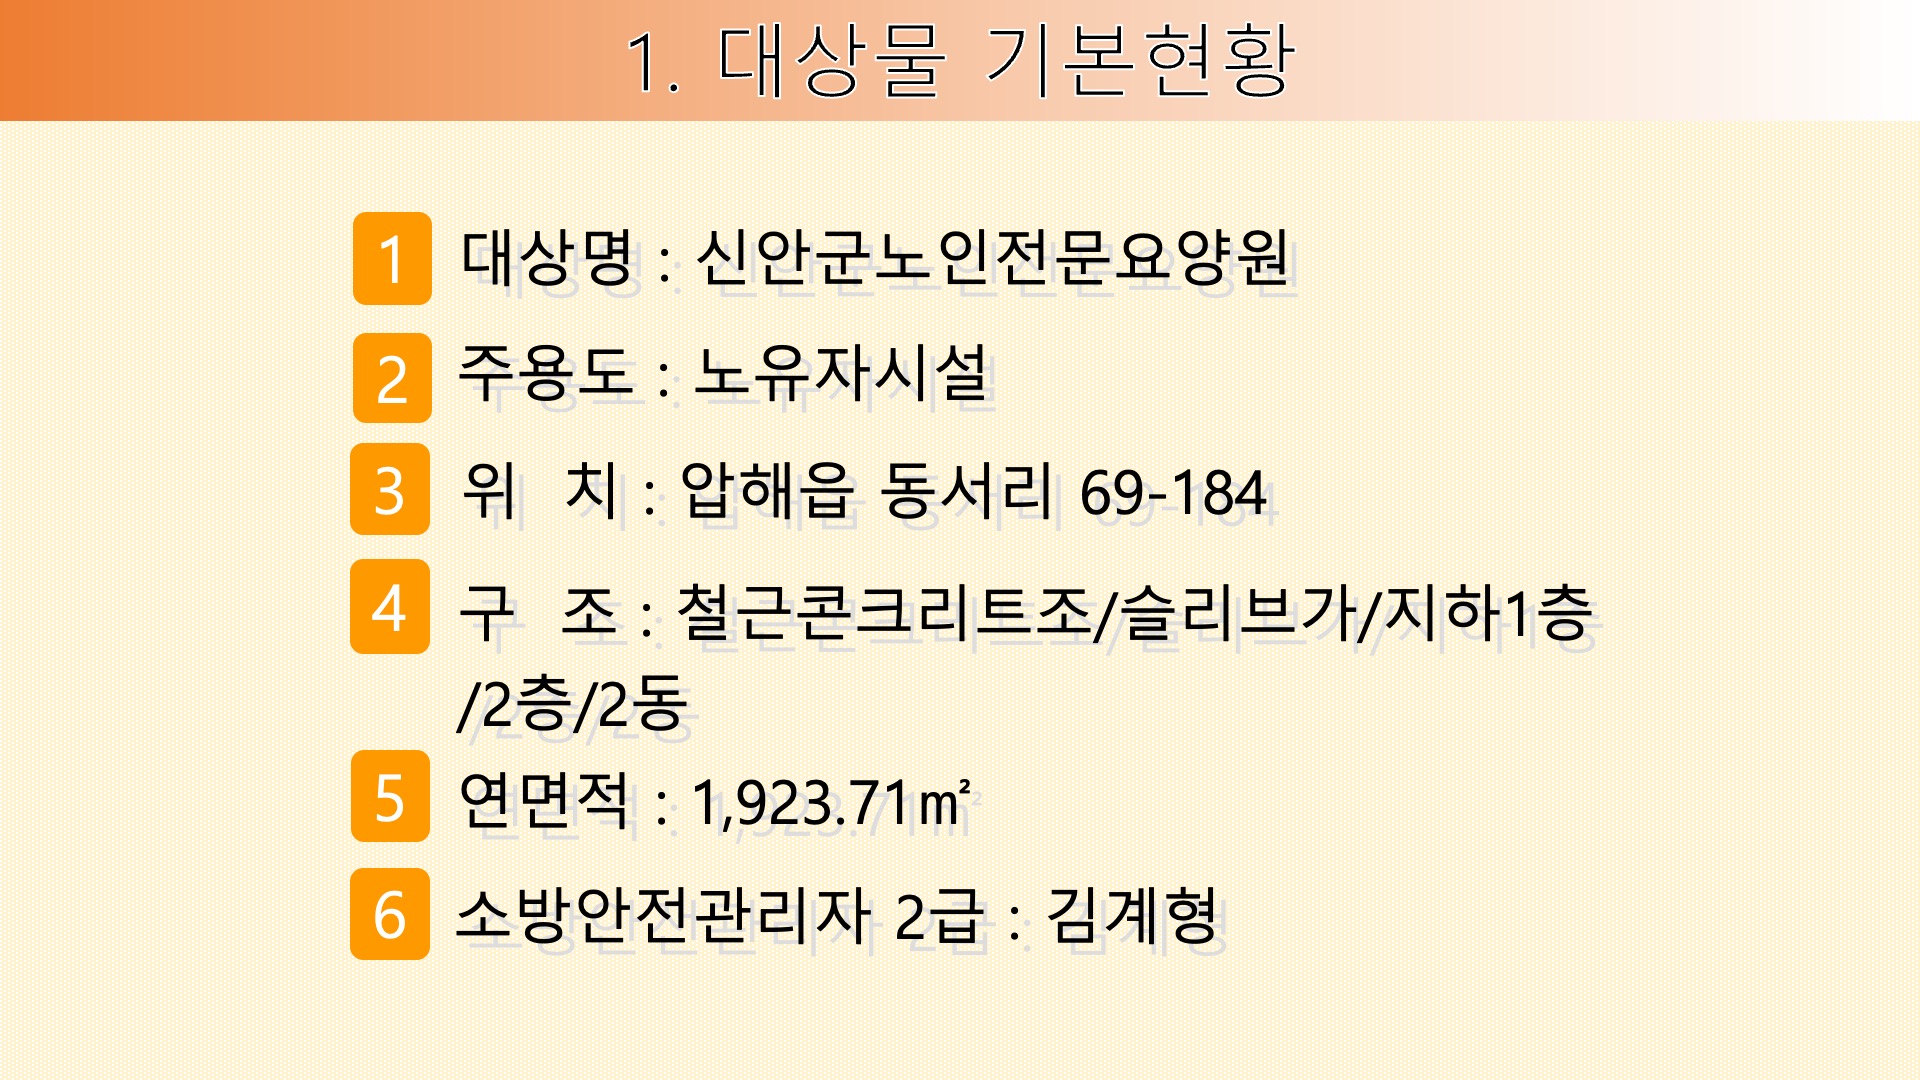 1. 대상물 기본현황
1 대상명 : 신안군노인전문요양원
2 주용도 : 노유자시설
3 위 치 : 압해읍 동서리 69-184
4 구 조 : 철근콘크리트조/슬리브가/지하1층
/2층/2동
5 연면적 : 1,923.71㎡
6 소방안전관리자 2급 : 김계형